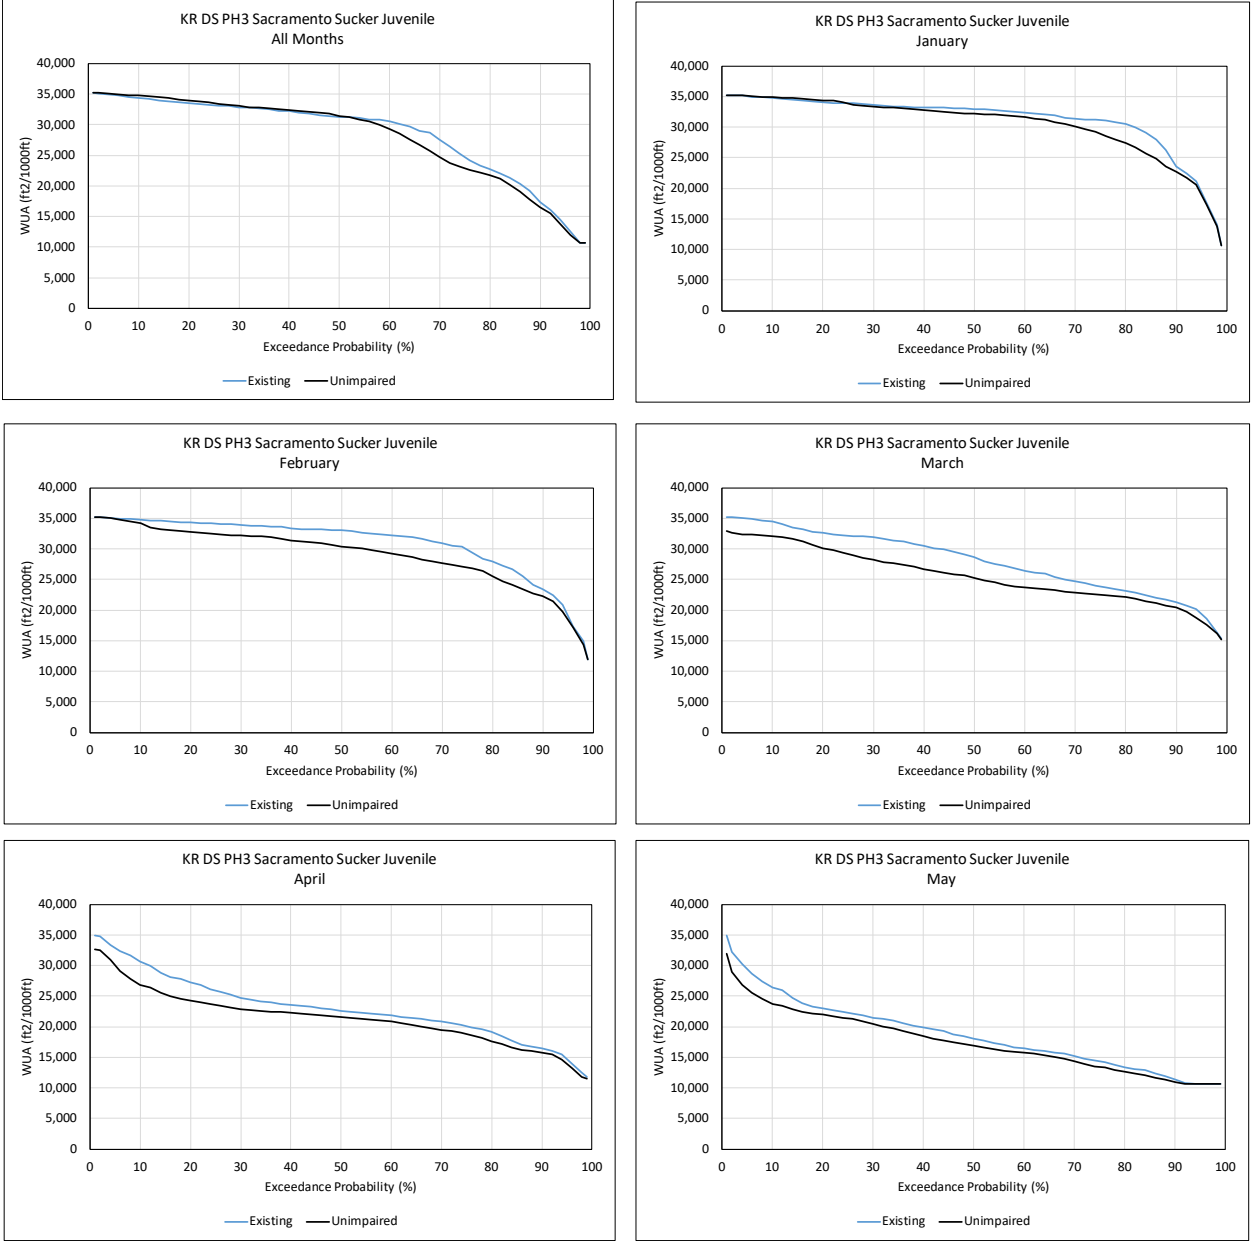 KR DS PH3 Sacramento Sucker Juvenile
All Months
40,000
35,000
30,000
25,000
20,000
15,000
10,000
5,000
0
WUA (ft2/1000ft)
0 10 20 30 40 50 60 70 80 90 100
Exceedance Probability (%)
Existing Unimpaired
KR DS PH3 Sacramento Sucker Juvenile
January
40,000
35,000
30,000
25,000
20,000
15,000
10,000
5,000
0
WUA (ft2/1000ft)
0 10 20 30 40 50 60 70 80 90 100
Exceedance Probability (%)
Existing Unimpaired
KR DS PH3 Sacramento Sucker Juvenile
February
40,000
35,000
30,000
25,000
20,000
15,000
10,000
5,000
0
WUA (ft2/1000ft)
0 10 20 30 40 50 60 70 80 90 100
Exceedance Probability (%)
Existing Unimpaired
KR DS PH3 Sacramento Sucker Juvenile
March
40,000
35,000
30,000
25,000
20,000
15,000
10,000
5,000
0
WUA (ft2/1000ft)
0 10 20 30 40 50 60 70 80 90 100
Exceedance Probability (%)
Existing Unimpaired
KR DS PH3 Sacramento Sucker Juvenile
April
40,000
35,000
30,000
25,000
20,000
15,000
10,000
5,000
0
WUA (ft2/1000ft)
0 10 20 30 40 50 60 70 80 90 100
Exceedance Probability (%)
Existing Unimpaired
KR DS PH3 Sacramento Sucker Juvenile
May
40,000
35,000
30,000
25,000
20,000
15,000
10,000
5,000
0
WUA (ft2/1000ft)
0 10 20 30 40 50 60 70 80 90 100
Exceedance Probability (%)
Existing Unimpaired